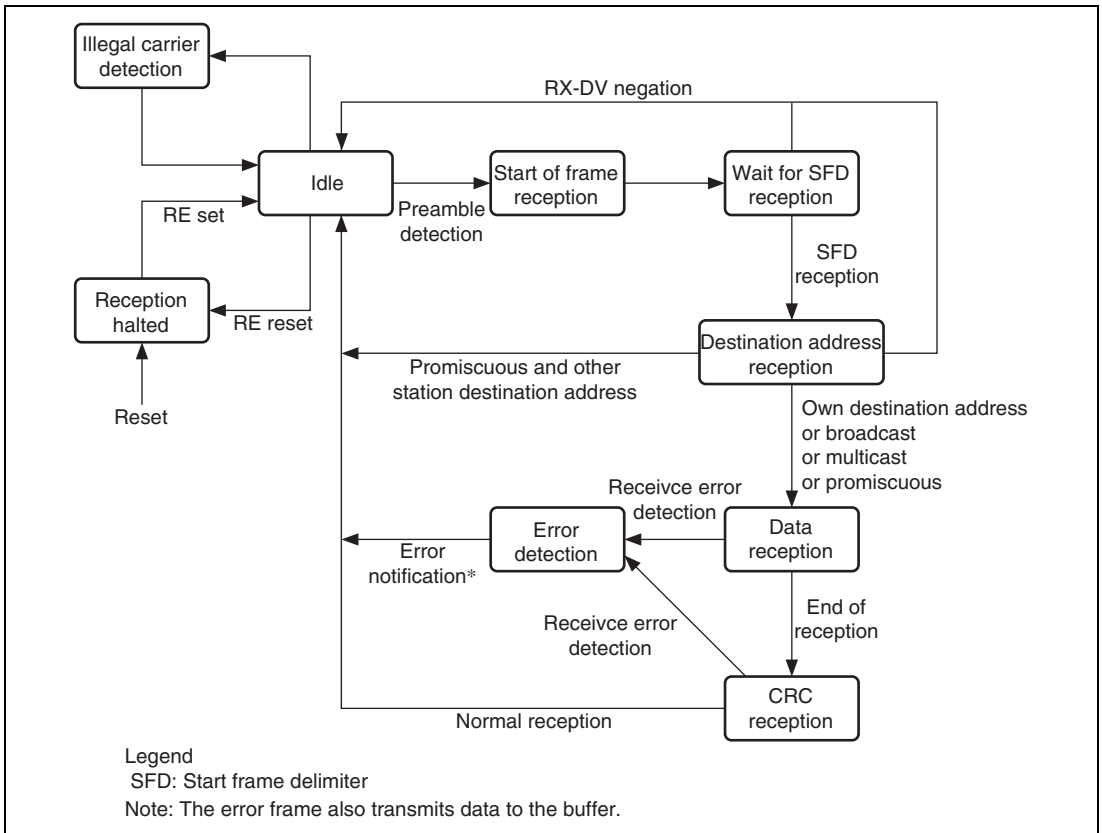 Illegal carrier
detection
RX-DV negation
Idle
Start of frame
reception
Wait for SFD
reception
Preamble
detection
RE set
SFD
reception
Reception
halted
RE reset
Destination address
reception
Promiscuous and other
station destination address
Reset
Own destination address
or broadcast
or multicast
or promiscuous
Receivce error
detection
Error
detection
Data
reception
Error
notification*
End of
reception
Receivce error
detection
CRC
reception
Normal reception
Legend
SFD: Start frame delimiter
Note: The error frame also transmits data to the buffer.